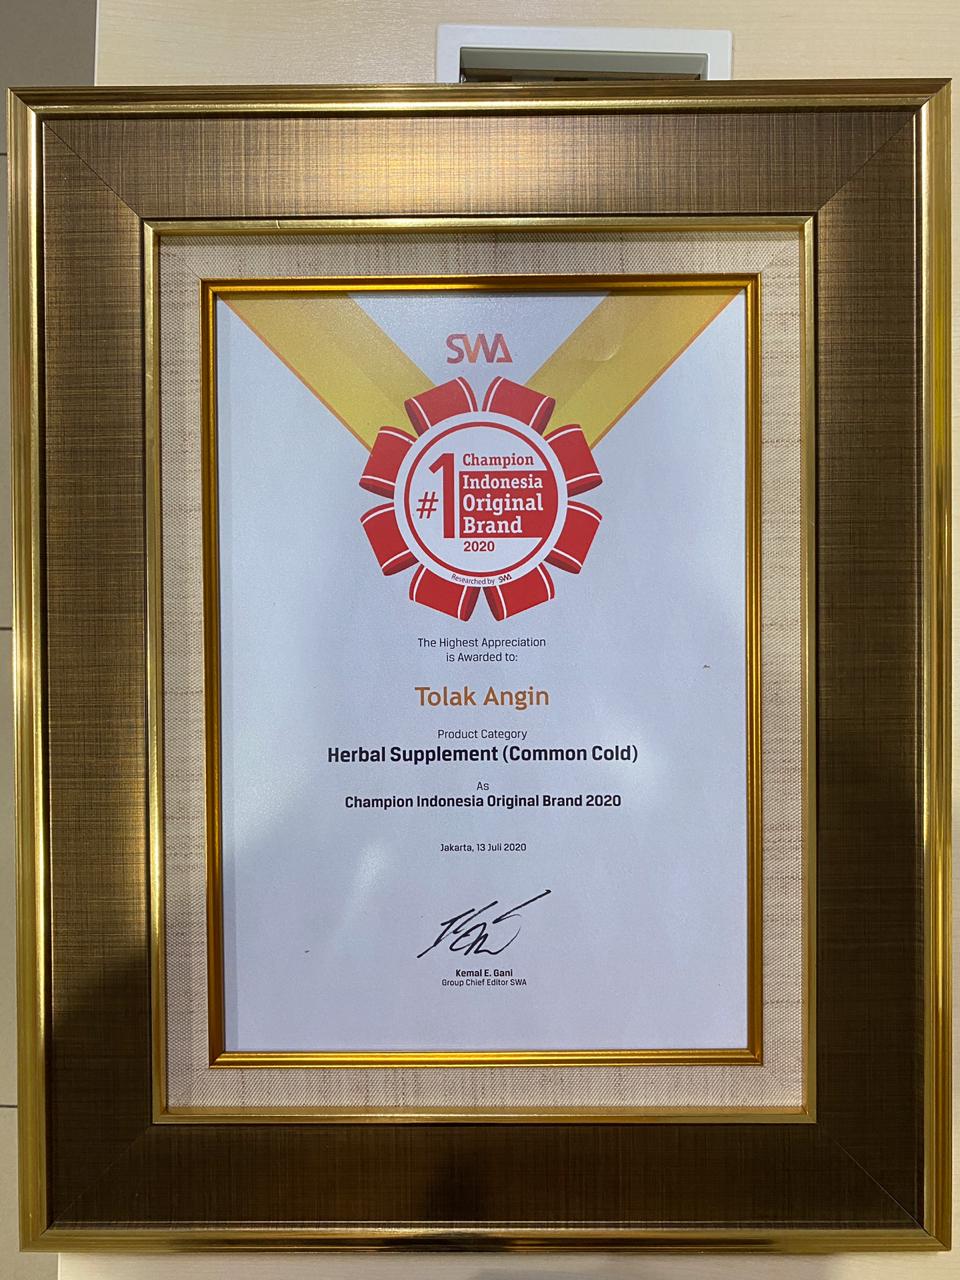 SWA
#1
Champion
Indonesia
Original
Brand
2020
Researched by SWA
The Highest Appreciation
is Awarded to:
Tolak Angin
Product Category
Herbal Supplement (Common Cold)
As
Champion Indonesia Original Brand 2020
Jakarta, 13 Juli 2020
Kemal E. Gani
Group Chief Editor SWA